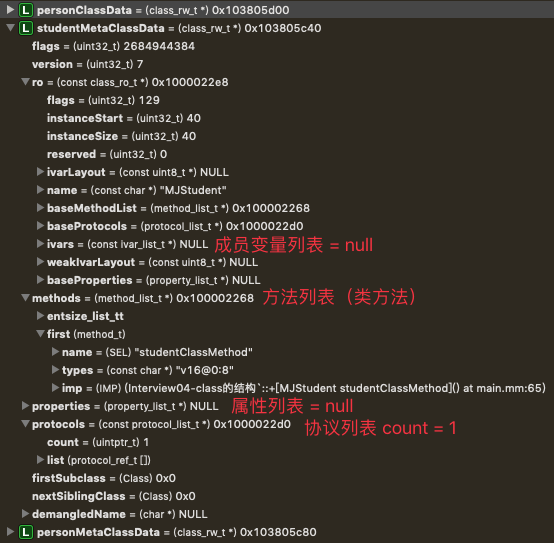 L personClassData = (class_rw_t *) 0x103805d00
L studentMetaClassData = (class_rw_t *) 0x103805c40
flags = (uint32_t) 2684944384
version = (uint32_t) 7
ro = (const class_ro_t *) 0x1000022e8
flags = (uint32_t) 129
instanceStart = (uint32_t) 40
instanceSize = (uint32_t) 40
reserved = (uint32_t) 0
ivarLayout = (const uint8_t *) NULL
name = (const char *) "MJStudent"
baseMethodList = (method_list_t *) 0x100002268
baseProtocols = (protocol_list_t *) 0x1000022d0
ivars = (const ivar_list_t *) NULL 成员变量列表 = null
weakIvarLayout = (const uint8_t *) NULL
baseProperties = (property_list_t *) NULL
methods = (method_list_t *) 0x100002268 方法列表（类方法）
entsize_list_tt
first (method_t)
name = (SEL) "studentClassMethod"
types = (const char *) "v16@0:8"
imp = (IMP) (Interview04-class的结构`::+[MJStudent studentClassMethod]() at main.mm:65)
properties = (property_list_t *) NULL 属性列表 = null
protocols = (const protocol_list_t *) 0x1000022d0 协议列表 count = 1
count = (uintptr_t) 1
list (protocol_ref_t [])
firstSubclass = (Class) 0x0
nextSiblingClass = (Class) 0x0
demangledName = (char *) NULL
L personMetaClassData = (class_rw_t *) 0x103805c80